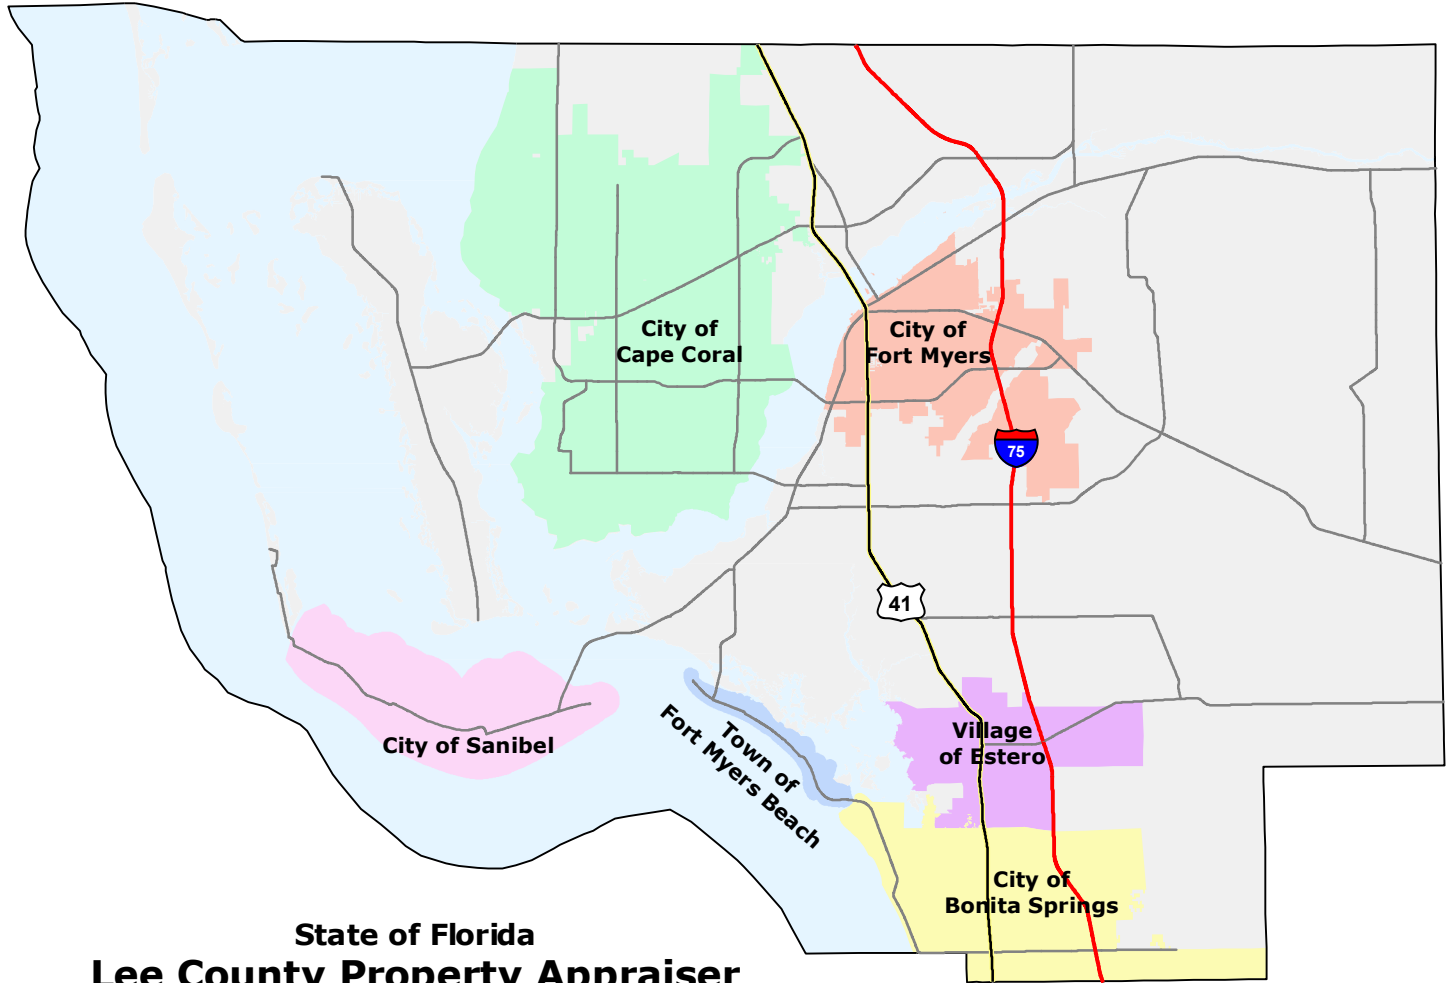 City of
Cape Coral
City of
Fort Myers
75
41
City of Sanibel
Town of
Fort Myers Beach
Village
of Estero
City of
Bonita Springs
State of Florida
Lee County Property Appraiser